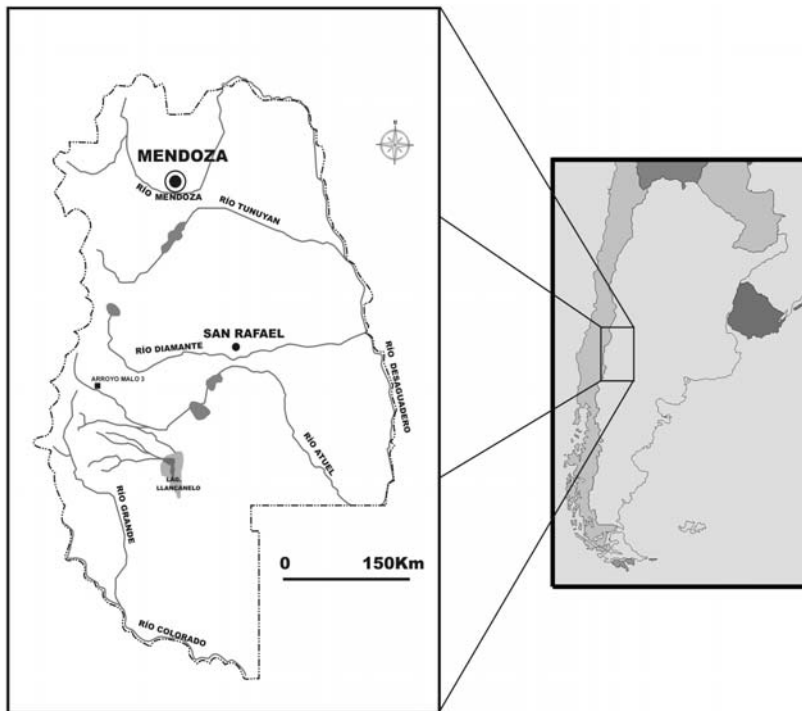 MENDOZA
RÍO
MENDOZA
RÍO TUNUYAN
SAN RAFAEL
RÍO DIAMANTE
RÍO DESAGUADERO
ARROYO MALO 3
RÍO ATUEL
LAG.
LLANCANELO
RÍO GRANDE
0 150Km
RÍO COLORADO